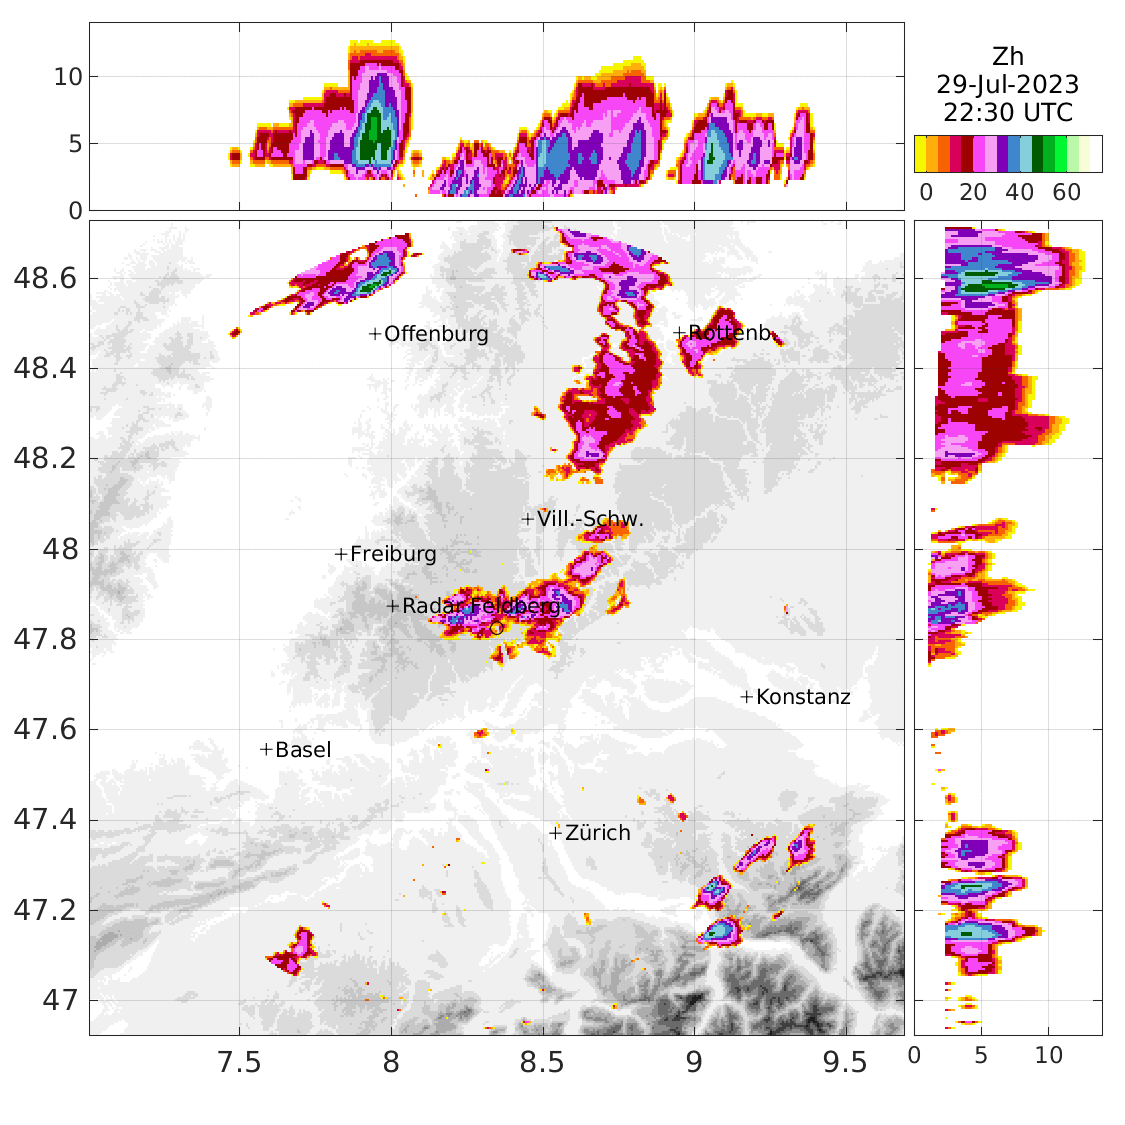 10
5
0
Zh
29-Jul-2023
22:30 UTC
0 20 40 60
48.6
48.4
48.2
48
47.8
47.6
47.4
47.2
47
+Offenburg
+Rottenb.
+Vill.-Schw.
+Freiburg
+Radar Feldberg
+Konstanz
+Basel
+Zürich
7.5 8 8.5 9 9.5
0 5 10